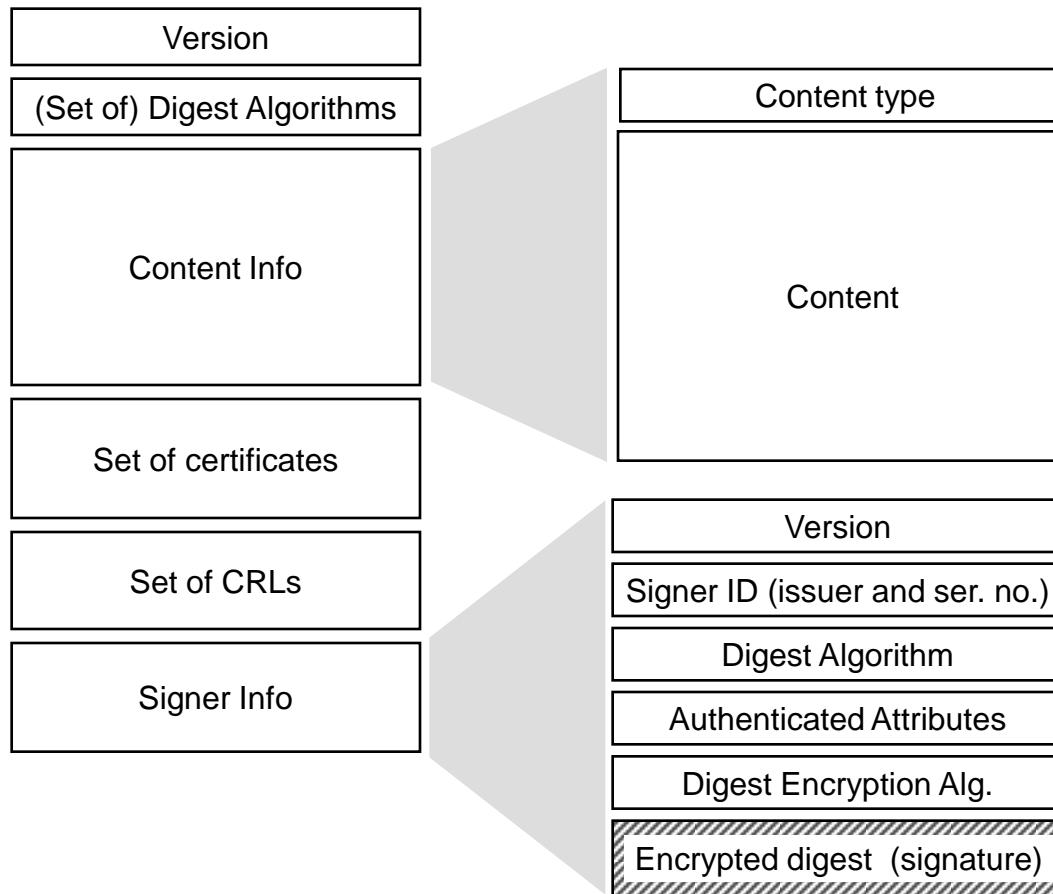 Version
(Set of) Digest Algorithms
Content Info
Set of certificates
Set of CRLs
Signer Info
Content type
Content
Version
Signer ID (issuer and ser. no.)
Digest Algorithm
Authenticated Attributes
Digest Encryption Alg.
Encrypted digest (signature)